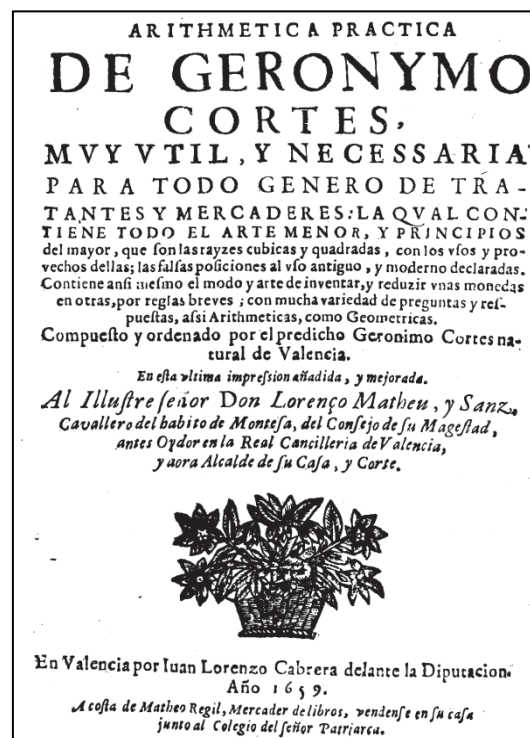 ARITHMETICA PRACTICA
DE GERONYMO
CORTES,
MVY VTIL, Y NECESSARIA
PARA TODO GENERO DE TRA-
TANTES Y MERCADERES: LA QVAL CON-
TIENE TODO EL ARTE MENOR, Y PRINCIPIOS
del mayor, que ſon las rayzes cubicas y quadradas, con los vſos y pro-
vechos dellas; las falſas poſiciones al vſo antiguo, y moderno declaradas.
Contiene anſi meſmo el modo y arte de inventar, y reduzir vnas monedas
en otras, por reglas breves; con mucha variedad de preguntas y reſ-
pueſtas, aſsi Arithmeticas, como Geometricas.
Compueſto y ordenado por el predicho Geronimo Cortes na-
tural de Valencia.
En eſta vltima impreſsion añadida, y mejorada.
Al Illuſtre ſeñor Don Lorenço Matheu, y Sanz,
Cavallero del habito de Monteſa, del Conſejo de ſu Mageſtad,
antes Oydor en la Real Cancilleria de Valencia,
y aora Alcalde de ſu Caſa, y Corte.
En Valencia por Iuan Lorenzo Cabrera delante la Diputacion.
Año 1659.
A coſta de Matheo Regil, Mercader de libros, vendenſe en ſu caſa
junto al Colegio del ſeñor Patriarca.